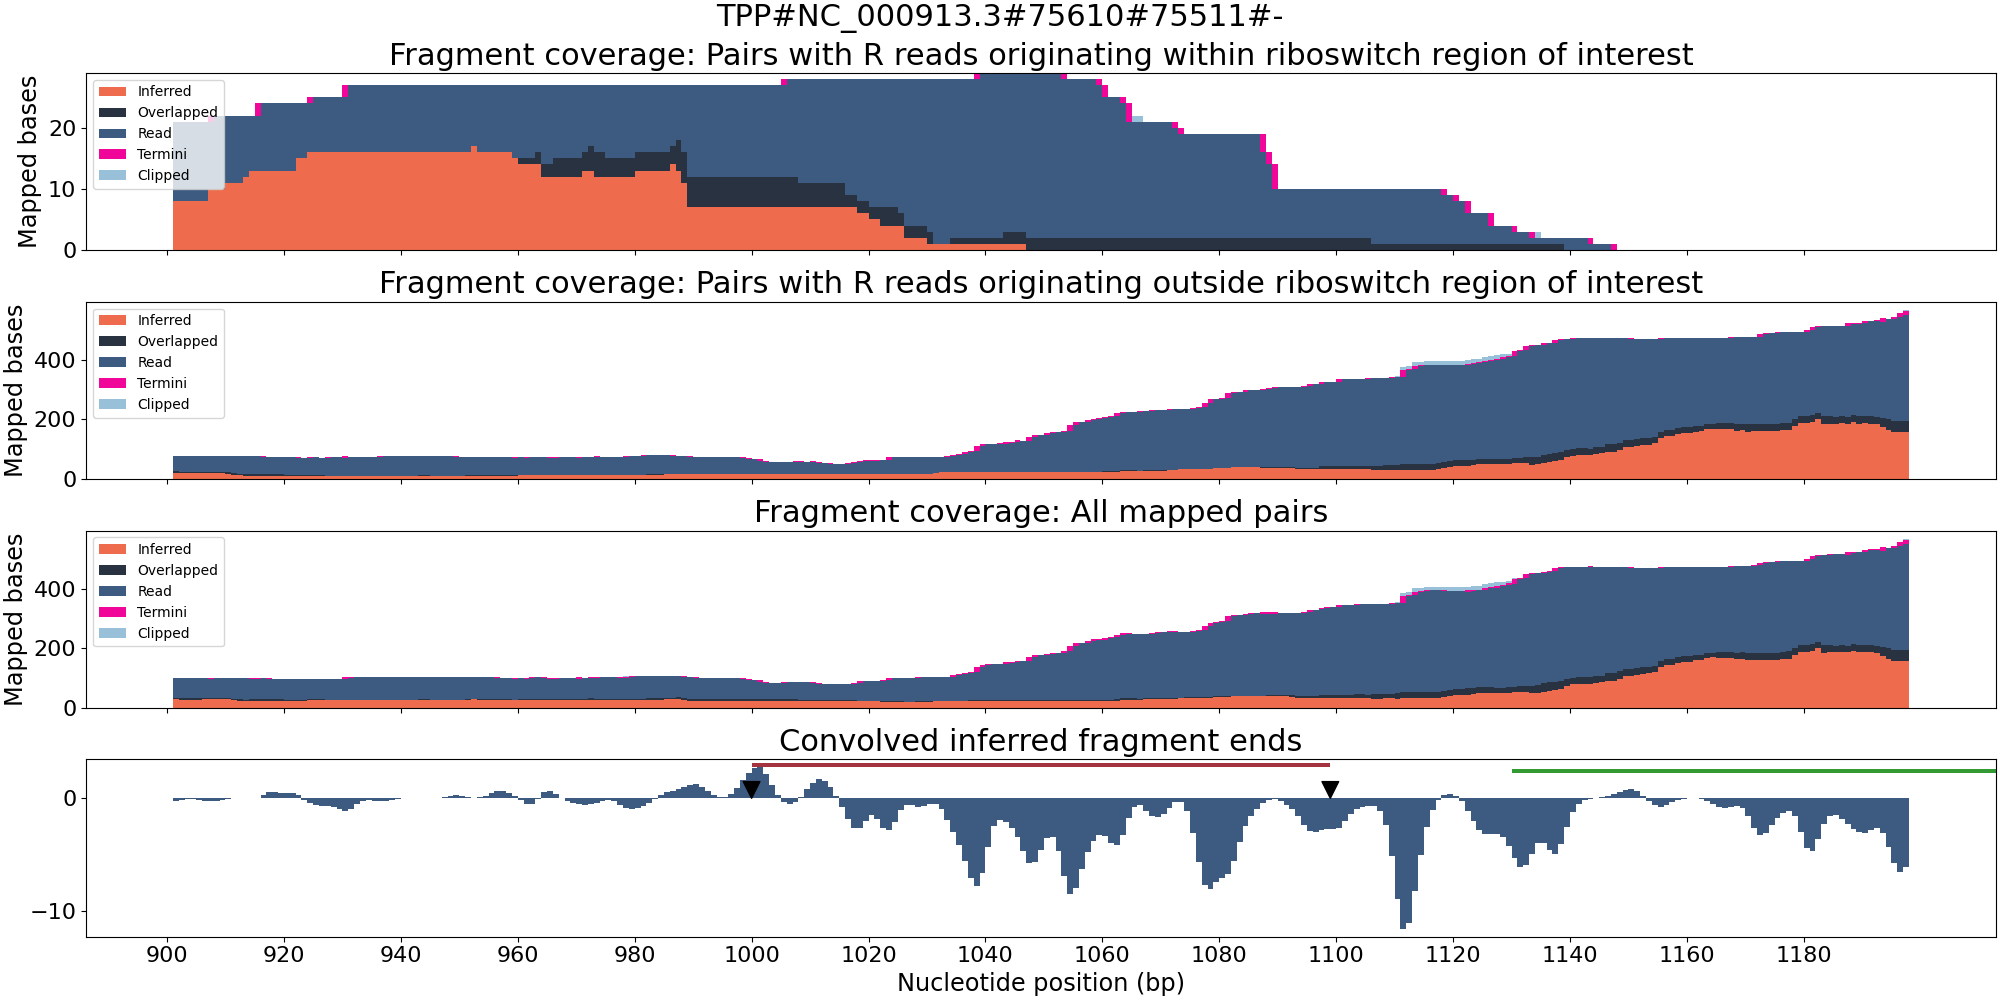 TPP#NC_000913.3#75610#75511#-
Fragment coverage: Pairs with R reads originating within riboswitch region of interest
Mapped bases
20
10
0
Inferred
Overlapped
Read
Termini
Clipped
Fragment coverage: Pairs with R reads originating outside riboswitch region of interest
Mapped bases
400
200
0
Inferred
Overlapped
Read
Termini
Clipped
Fragment coverage: All mapped pairs
Mapped bases
400
200
0
Inferred
Overlapped
Read
Termini
Clipped
Convolved inferred fragment ends
0
−10
900 920 940 960 980 1000 1020 1040 1060 1080 1100 1120 1140 1160 1180
Nucleotide position (bp)